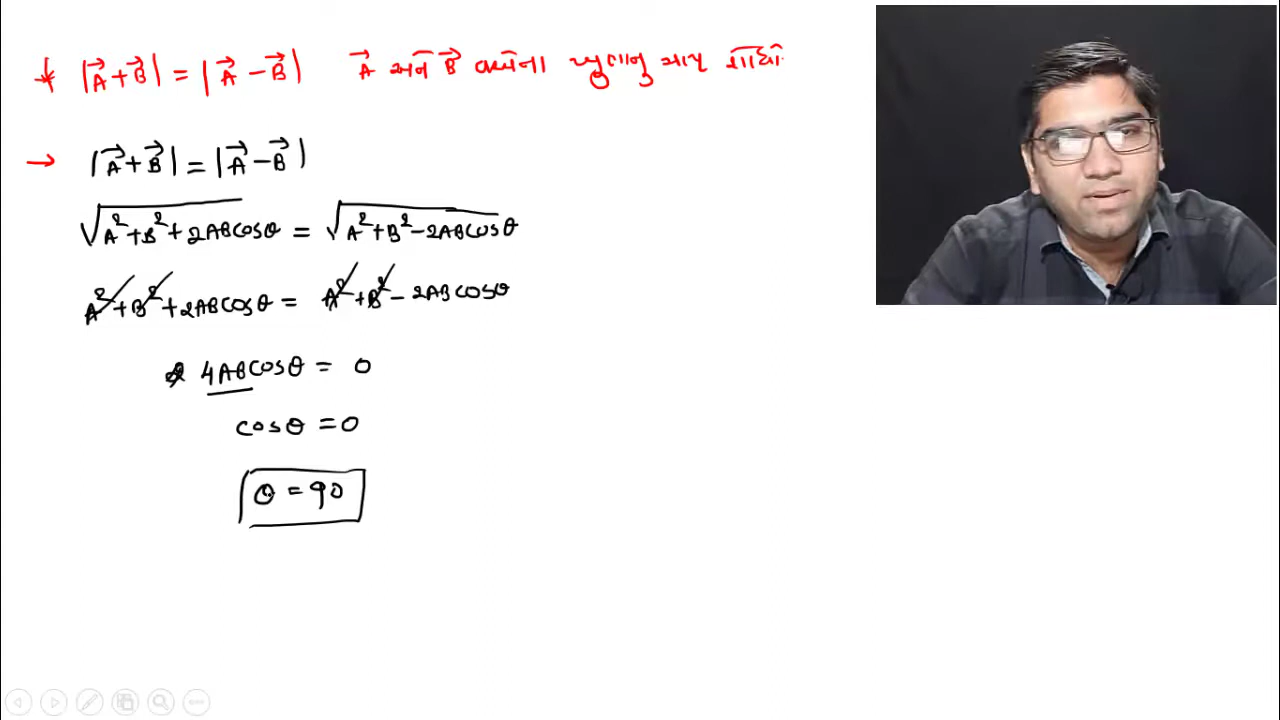 * |A⃗+B⃗| = |A⃗-B⃗| A⃗ અને B⃗ વચ્ચેના ખુણાનુ માપ શોધો.
→ |A⃗+B⃗| = |A⃗-B⃗|
√(A²+B²+2ABcosθ) = √(A²+B²-2ABcosθ)
A²+B²+2ABcosθ = A²+B²-2ABcosθ
4ABcosθ = 0
cosθ = 0
θ = 90